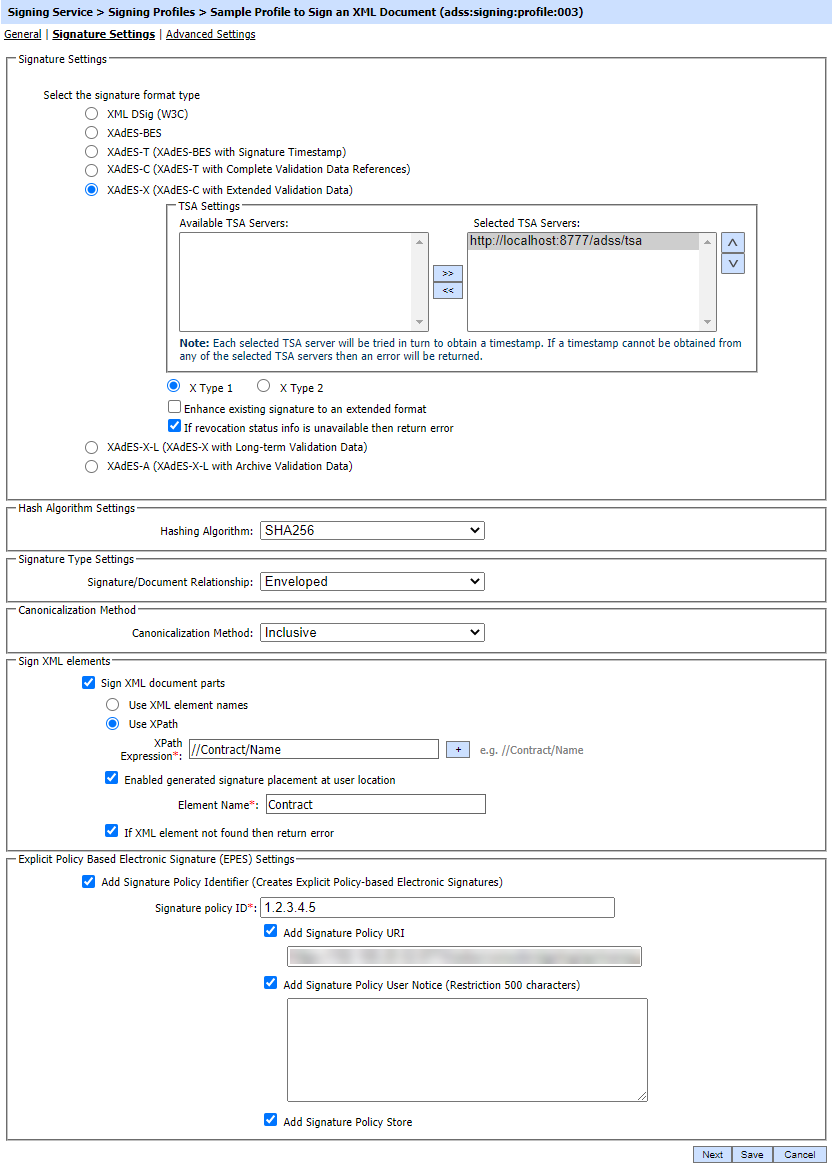 Signing Service > Signing Profiles > Sample Profile to Sign an XML Document (adss:signing:profile:003)
General | Signature Settings | Advanced Settings
Signature Settings
Select the signature format type
XML DSig (W3C)
XAdES-BES
XAdES-T (XAdES-BES with Signature Timestamp)
XAdES-C (XAdES-T with Complete Validation Data References)
XAdES-X (XAdES-C with Extended Validation Data)
TSA Settings
Available TSA Servers: Selected TSA Servers:
http://localhost:8777/adss/tsa
>>
<<
Note: Each selected TSA server will be tried in turn to obtain a timestamp. If a timestamp cannot be obtained from
any of the selected TSA servers then an error will be returned.
X Type 1 X Type 2
Enhance existing signature to an extended format
If revocation status info is unavailable then return error
XAdES-X-L (XAdES-X with Long-term Validation Data)
XAdES-A (XAdES-X-L with Archive Validation Data)
Hash Algorithm Settings
Hashing Algorithm: SHA256
Signature Type Settings
Signature/Document Relationship: Enveloped
Canonicalization Method
Canonicalization Method: Inclusive
Sign XML elements
Sign XML document parts
Use XML element names
Use XPath
XPath Expression*: //Contract/Name + e.g. //Contract/Name
Enabled generated signature placement at user location
Element Name*: Contract
If XML element not found then return error
Explicit Policy Based Electronic Signature (EPES) Settings
Add Signature Policy Identifier (Creates Explicit Policy-based Electronic Signatures)
Signature policy ID*: 1.2.3.4.5
Add Signature Policy URI
Add Signature Policy User Notice (Restriction 500 characters)
Add Signature Policy Store
Next Save Cancel